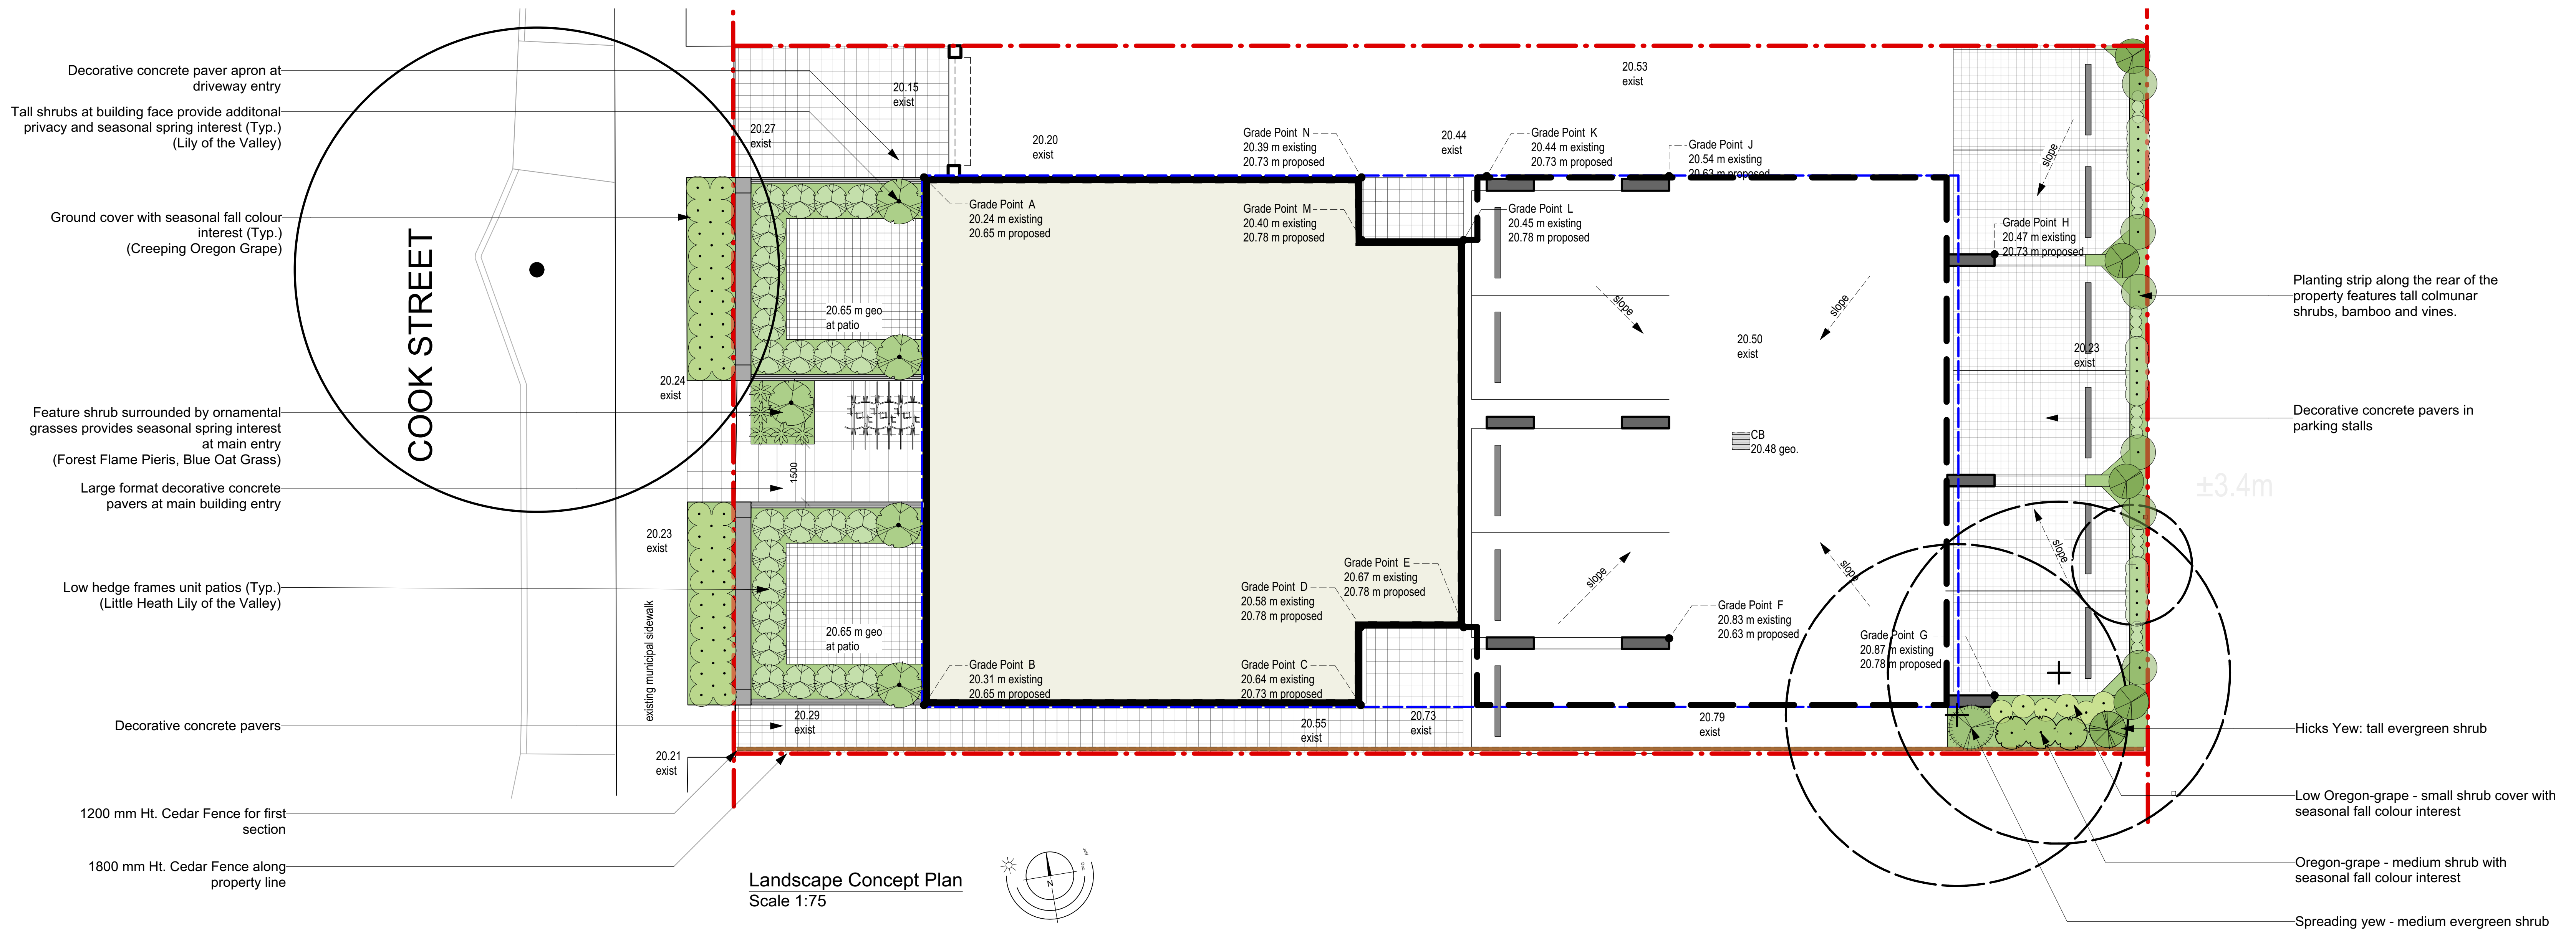 Decorative concrete paver apron at
driveway entry
Tall shrubs at building face provide additonal
privacy and seasonal spring interest (Typ.)
(Lily of the Valley)
Ground cover with seasonal fall colour
interest (Typ.)
(Creeping Oregon Grape)
Feature shrub surrounded by ornamental
grasses provides seasonal spring interest
at main entry
(Forest Flame Pieris, Blue Oat Grass)
Large format decorative concrete
pavers at main building entry
Low hedge frames unit patios (Typ.)
(Little Heath Lily of the Valley)
Decorative concrete pavers
1200 mm Ht. Cedar Fence for first
section
1800 mm Ht. Cedar Fence along
property line
COOK STREET
existing municipal sidewalk
20.24
exist
20.23
exist
20.21
exist
20.27
exist
20.15
exist
20.20
exist
20.65 m geo
at patio
1500
20.65 m geo
at patio
20.29
exist
Grade Point A
20.24 m existing
20.65 m proposed
Grade Point B
20.31 m existing
20.65 m proposed
Grade Point N
20.39 m existing
20.73 m proposed
Grade Point M
20.40 m existing
20.78 m proposed
Grade Point E
20.67 m existing
20.78 m proposed
Grade Point D
20.58 m existing
20.78 m proposed
Grade Point C
20.64 m existing
20.73 m proposed
20.55
exist
20.73
exist
20.44
exist
Grade Point K
20.44 m existing
20.73 m proposed
20.53
exist
Grade Point J
20.54 m existing
20.63 m proposed
Grade Point L
20.45 m existing
20.78 m proposed
slope
slope
20.50
exist
CB
20.48 geo.
slope
slope
Grade Point F
20.83 m existing
20.63 m proposed
20.79
exist
Grade Point G
20.87 m existing
20.78 m proposed
slope
Grade Point H
20.47 m existing
20.73 m proposed
20.23
exist
slope
±3.4m
Planting strip along the rear of the
property features tall colmunar
shrubs, bamboo and vines.
Decorative concrete pavers in
parking stalls
Hicks Yew: tall evergreen shrub
Low Oregon-grape - small shrub cover with
seasonal fall colour interest
Oregon-grape - medium shrub with
seasonal fall colour interest
Spreading yew - medium evergreen shrub
Landscape Concept Plan
Scale 1:75
N